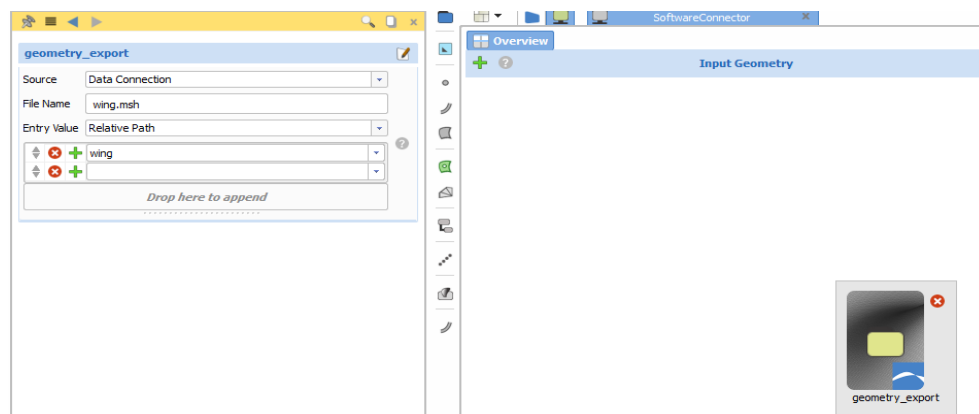 SoftwareConnector
Overview
Input Geometry
geometry_export
Source Data Connection
File Name wing.msh
Entry Value Relative Path
wing
Drop here to append
geometry_export